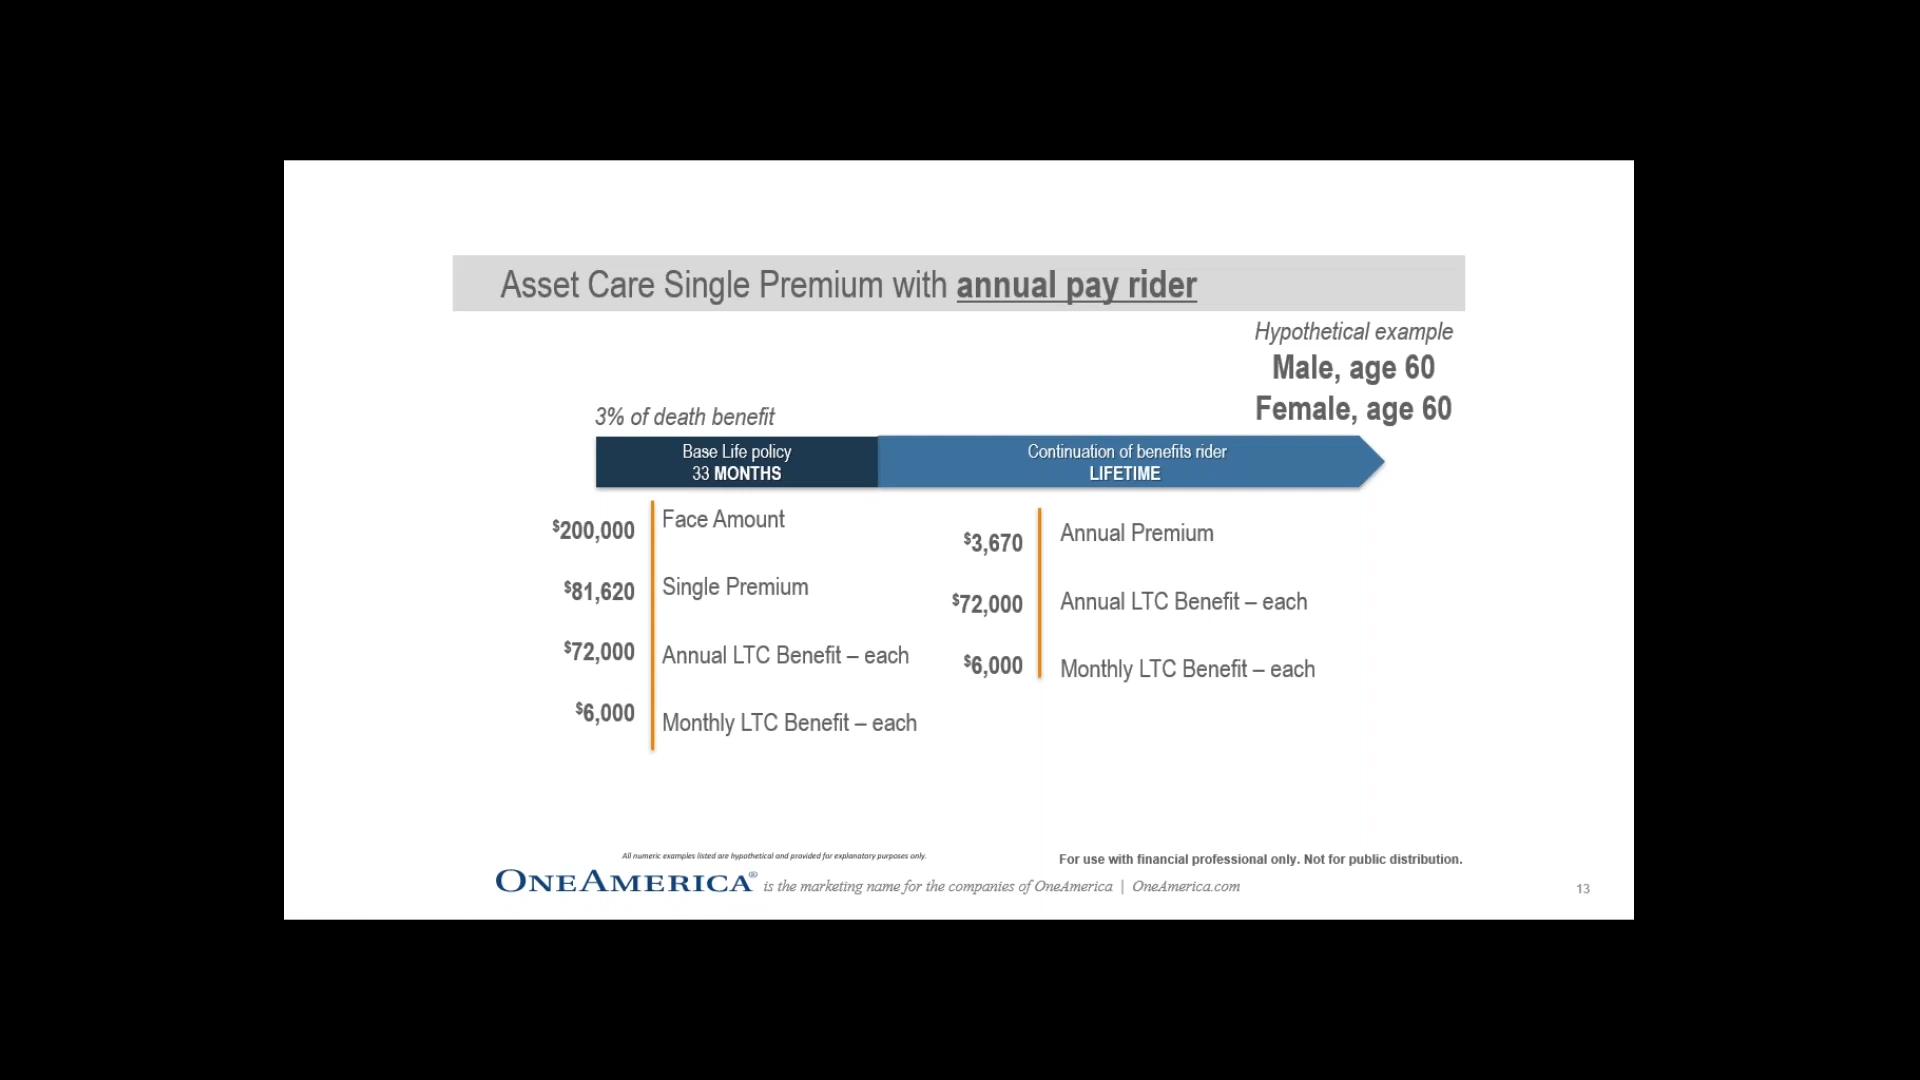 Asset Care Single Premium with annual pay rider
Hypothetical example
Male, age 60
Female, age 60
3% of death benefit
Base Life policy
33 MONTHS
Continuation of benefits rider
LIFETIME
$200,000 Face Amount
$81,620 Single Premium
$72,000 Annual LTC Benefit – each
$6,000 Monthly LTC Benefit – each
$3,670 Annual Premium
$72,000 Annual LTC Benefit – each
$6,000 Monthly LTC Benefit – each
All numeric examples listed are hypothetical and provided for explanatory purposes only.
For use with financial professional only. Not for public distribution.
ONEAMERICA® is the marketing name for the companies of OneAmerica | OneAmerica.com
13